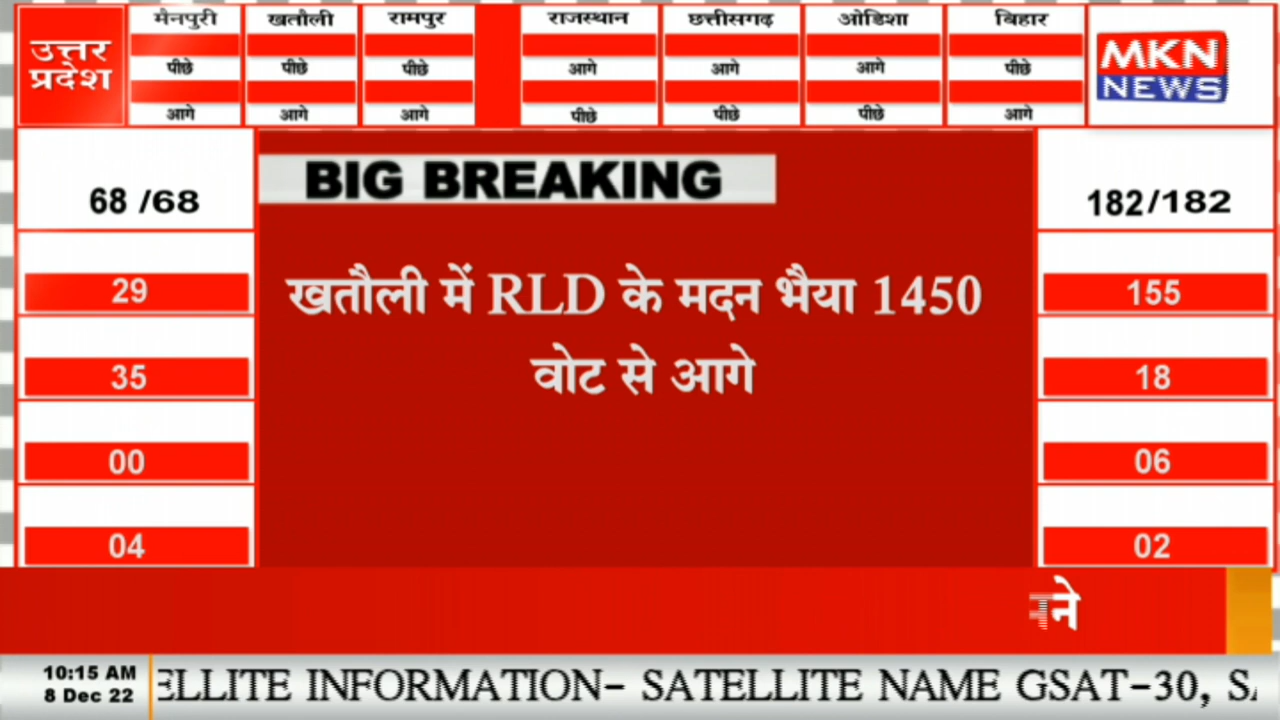 उत्तर
प्रदेश
मैनपुरी खतौली रामपुर राजस्थान छत्तीसगढ़ ओडिशा बिहार
पीछे पीछे पीछे आगे आगे आगे पीछे
आगे आगे आगे पीछे पीछे पीछे आगे
MKN
NEWS
68 /68
29
35
00
04
BIG BREAKING
खतौली में RLD के मदन भैया 1450
वोट से आगे
182/182
155
18
06
02
ने
10:15 AM
8 Dec 22
ELLITE INFORMATION- SATELLITE NAME GSAT-30,